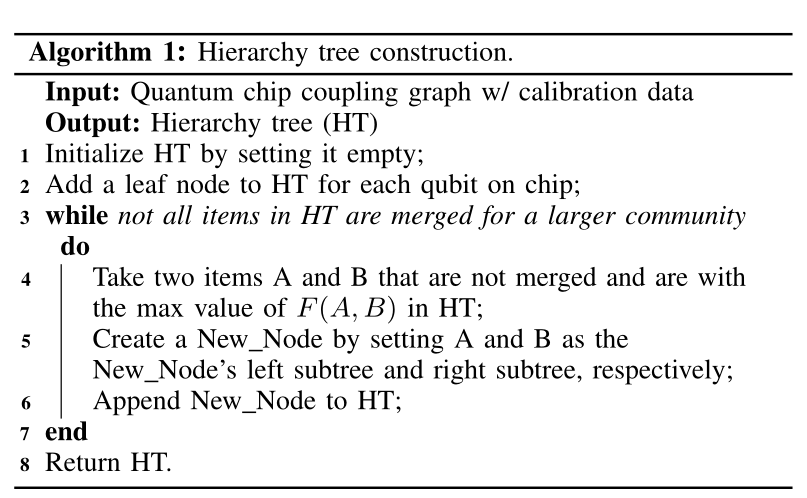 Algorithm 1: Hierarchy tree construction.
Input: Quantum chip coupling graph w/ calibration data
Output: Hierarchy tree (HT)
1 Initialize HT by setting it empty;
2 Add a leaf node to HT for each qubit on chip;
3 while not all items in HT are merged for a larger community
do
4 Take two items A and B that are not merged and are with
the max value of F(A, B) in HT;
5 Create a New_Node by setting A and B as the
New_Node's left subtree and right subtree, respectively;
6 Append New_Node to HT;
7 end
8 Return HT.